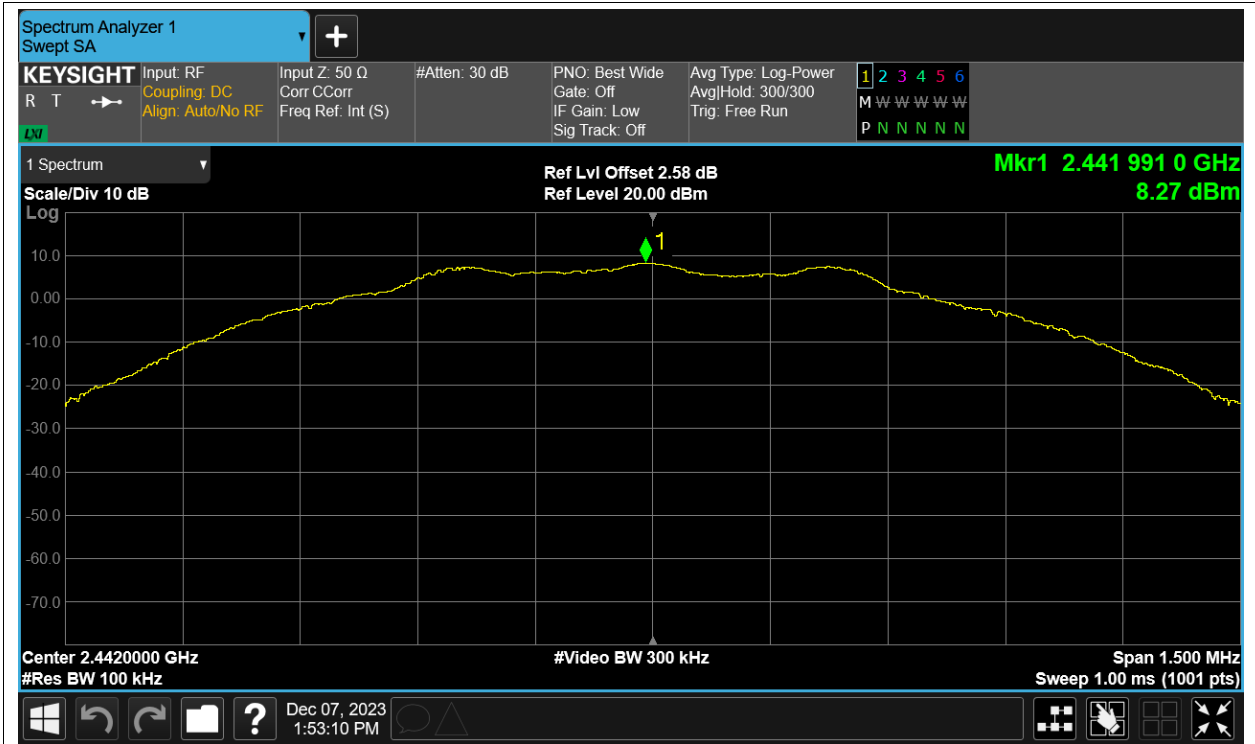 Spectrum Analyzer 1
Swept SA
KEYSIGHT
R T
LXI
Input: RF
Coupling: DC
Align: Auto/No RF
Input Z: 50 Ω
Corr CCorr
Freq Ref: Int (S)
#Atten: 30 dB
PNO: Best Wide
Gate: Off
IF Gain: Low
Sig Track: Off
Avg Type: Log-Power
Avg|Hold: 300/300
Trig: Free Run
1 2 3 4 5 6
M W W W W W
P N N N N N
1 Spectrum
Scale/Div 10 dB
Log
Ref Lvl Offset 2.58 dB
Ref Level 20.00 dBm
Mkr1 2.441 991 0 GHz
8.27 dBm
1
10.0
0.00
-10.0
-20.0
-30.0
-40.0
-50.0
-60.0
-70.0
Center 2.4420000 GHz
#Res BW 100 kHz
#Video BW 300 kHz
Span 1.500 MHz
Sweep 1.00 ms (1001 pts)
?
Dec 07, 2023
1:53:10 PM